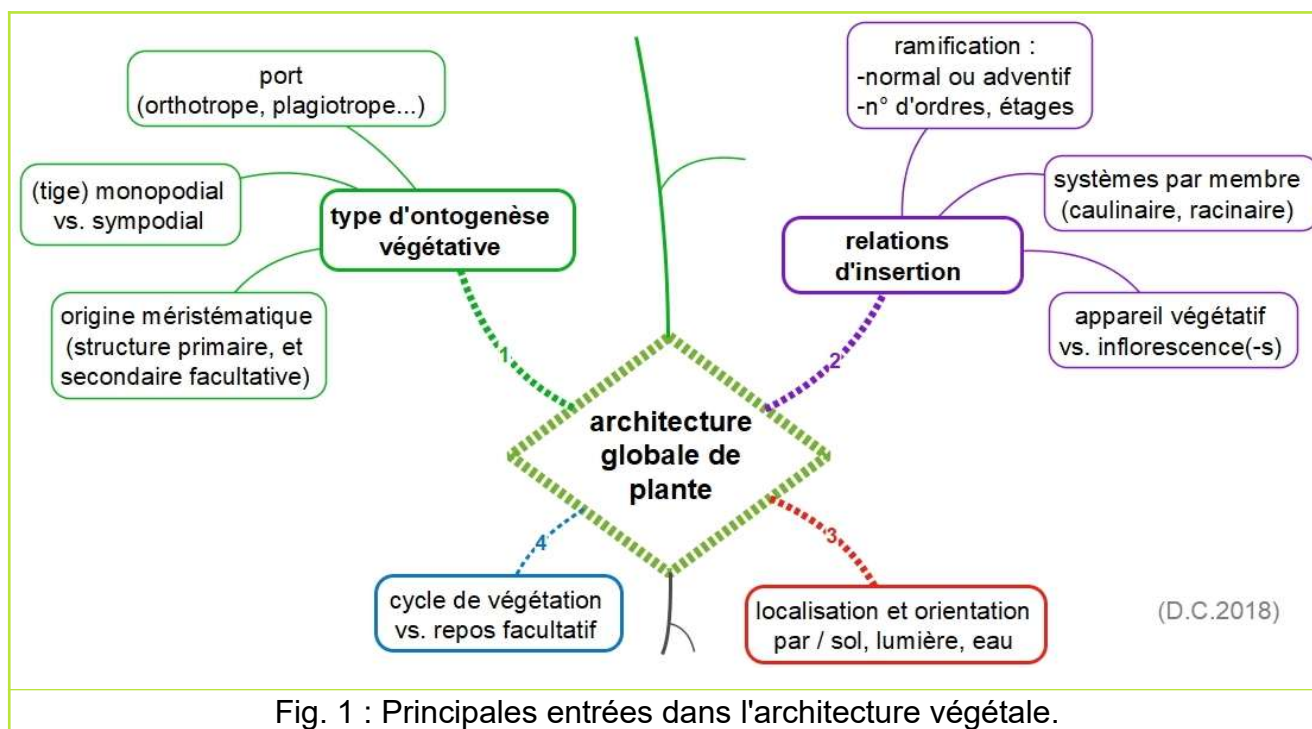 port
(orthotrope, plagiotrope...)
(tige) monopodial
vs. sympodial
origine méristématique
(structure primaire, et
secondaire facultative)
type d'ontogenèse
végétative
1
ramification :
-normal ou adventif
-n° d'ordres, étages
systèmes par membre
(caulinaire, racinaire)
appareil végétatif
vs. inflorescence(-s)
relations
d'insertion
2
architecture
globale de
plante
3
localisation et orientation
par / sol, lumière, eau
4
cycle de végétation
vs. repos facultatif
(D.C.2018)
Fig. 1 : Principales entrées dans l'architecture végétale.